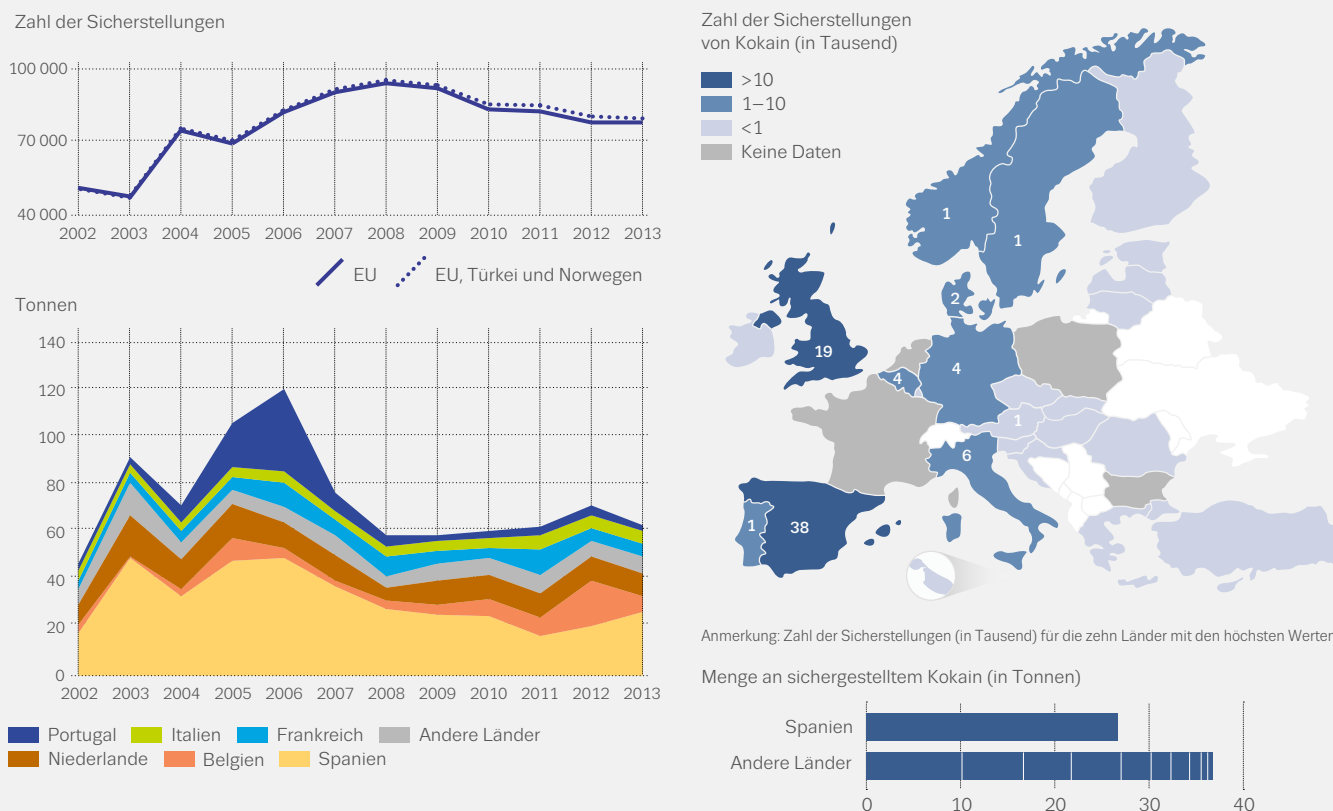 Zahl der Sicherstellungen
100 000
70 000
40 000
2002 2003 2004 2005 2006 2007 2008 2009 2010 2011 2012 2013
EU EU, Türkei und Norwegen
Tonnen
140
120
100
80
60
40
20
0
2002 2003 2004 2005 2006 2007 2008 2009 2010 2011 2012 2013
Portugal Italien Frankreich Andere Länder
Niederlande Belgien Spanien
Zahl der Sicherstellungen
von Kokain (in Tausend)
>10
1–10
<1
Keine Daten
1
1
2
19
4
4
1
6
1
38
Anmerkung: Zahl der Sicherstellungen (in Tausend) für die zehn Länder mit den höchsten Werter
Menge an sichergestelltem Kokain (in Tonnen)
Spanien
Andere Länder
0 10 20 30 40